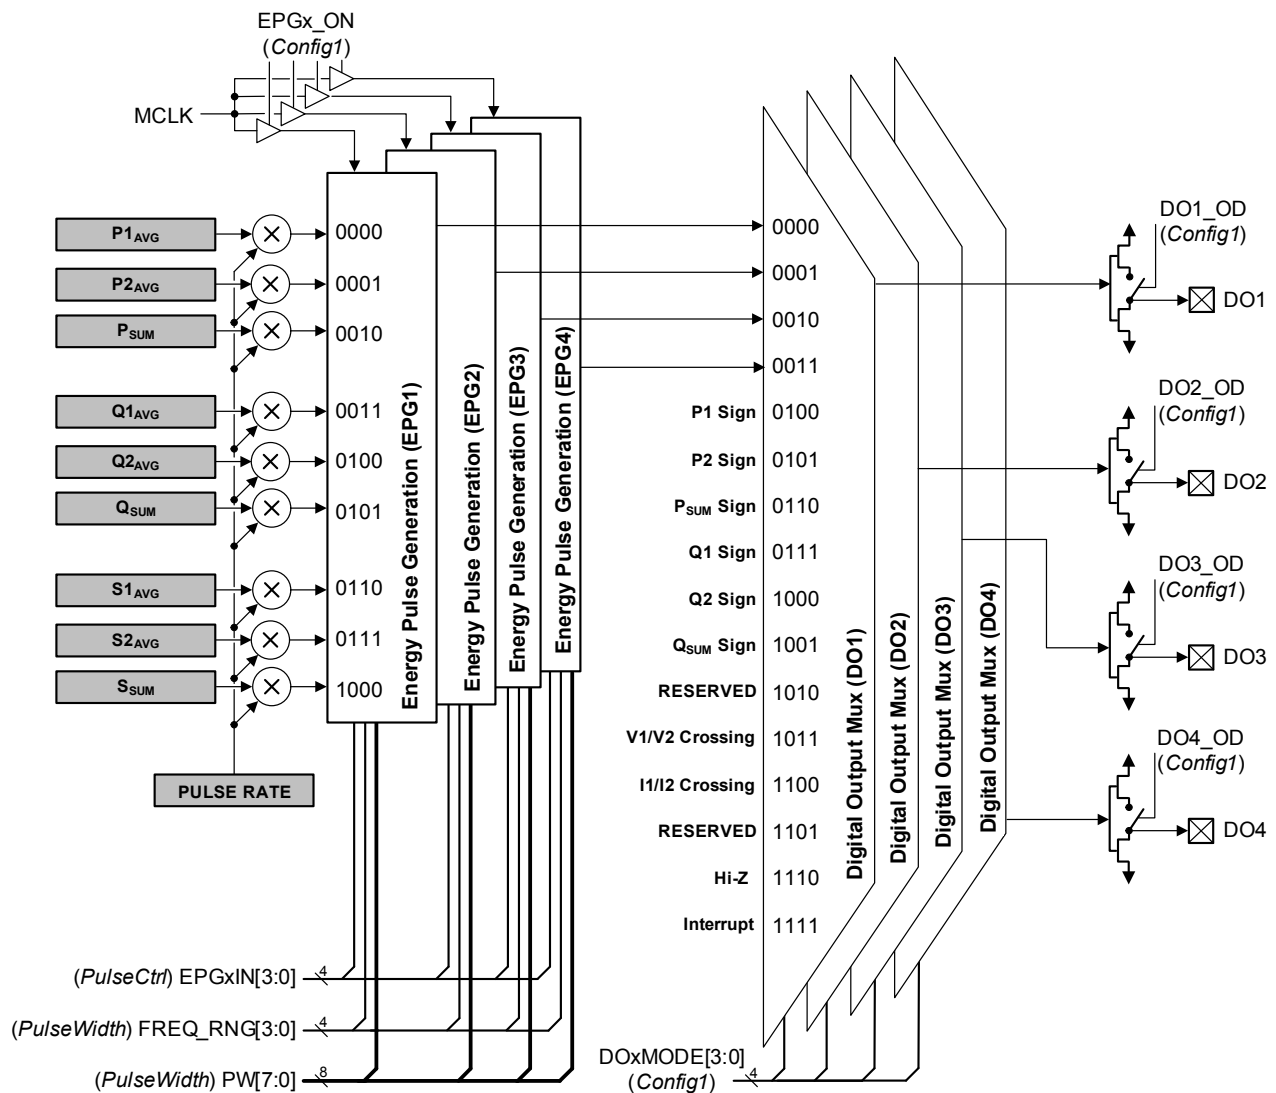 EPGx_ON
(Config1)
MCLK
P1AVG
P2AVG
PSUM
Q1AVG
Q2AVG
QSUM
S1AVG
S2AVG
SSUM
PULSE RATE
0000
0001
0010
0011
0100
0101
0110
0111
1000
Energy Pulse Generation (EPG1)
Energy Pulse Generation (EPG2)
Energy Pulse Generation (EPG3)
Energy Pulse Generation (EPG4)
(PulseCtrl) EPGxIN[3:0] 4
(PulseWidth) FREQ_RNG[3:0] 4
(PulseWidth) PW[7:0] 8
0000
0001
0010
0011
P1 Sign 0100
P2 Sign 0101
PSUM Sign 0110
Q1 Sign 0111
Q2 Sign 1000
QSUM Sign 1001
RESERVED 1010
V1/V2 Crossing 1011
I1/I2 Crossing 1100
RESERVED 1101
Hi-Z 1110
Interrupt 1111
Digital Output Mux (DO1)
Digital Output Mux (DO2)
Digital Output Mux (DO3)
Digital Output Mux (DO4)
DOxMODE[3:0] 4
(Config1)
DO1_OD
(Config1)
DO1
DO2_OD
(Config1)
DO2
DO3_OD
(Config1)
DO3
DO4_OD
(Config1)
DO4